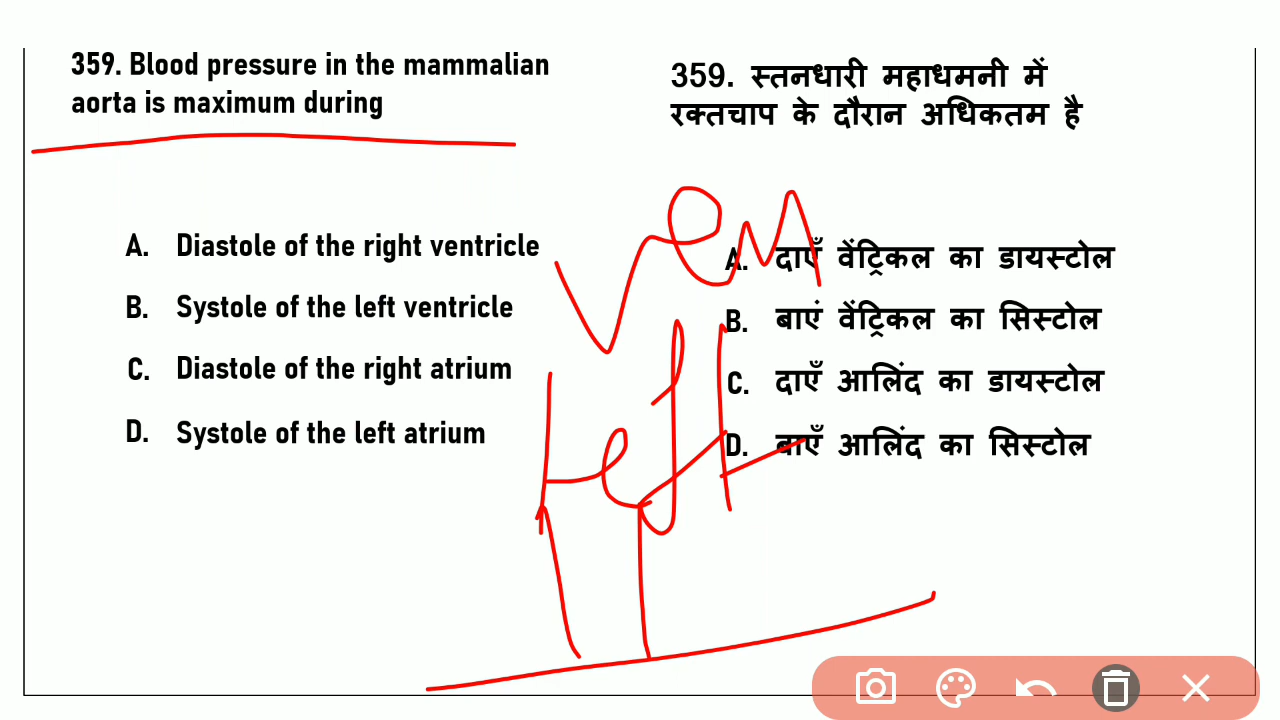 359. Blood pressure in the mammalian
aorta is maximum during
A. Diastole of the right ventricle
B. Systole of the left ventricle
C. Diastole of the right atrium
D. Systole of the left atrium
359. स्तनधारी महाधमनी में
रक्तचाप के दौरान अधिकतम है
A. दाएँ वेंट्रिकल का डायस्टोल
B. बाएं वेंट्रिकल का सिस्टोल
C. दाएँ आलिंद का डायस्टोल
D. बाएँ आलिंद का सिस्टोल
Left